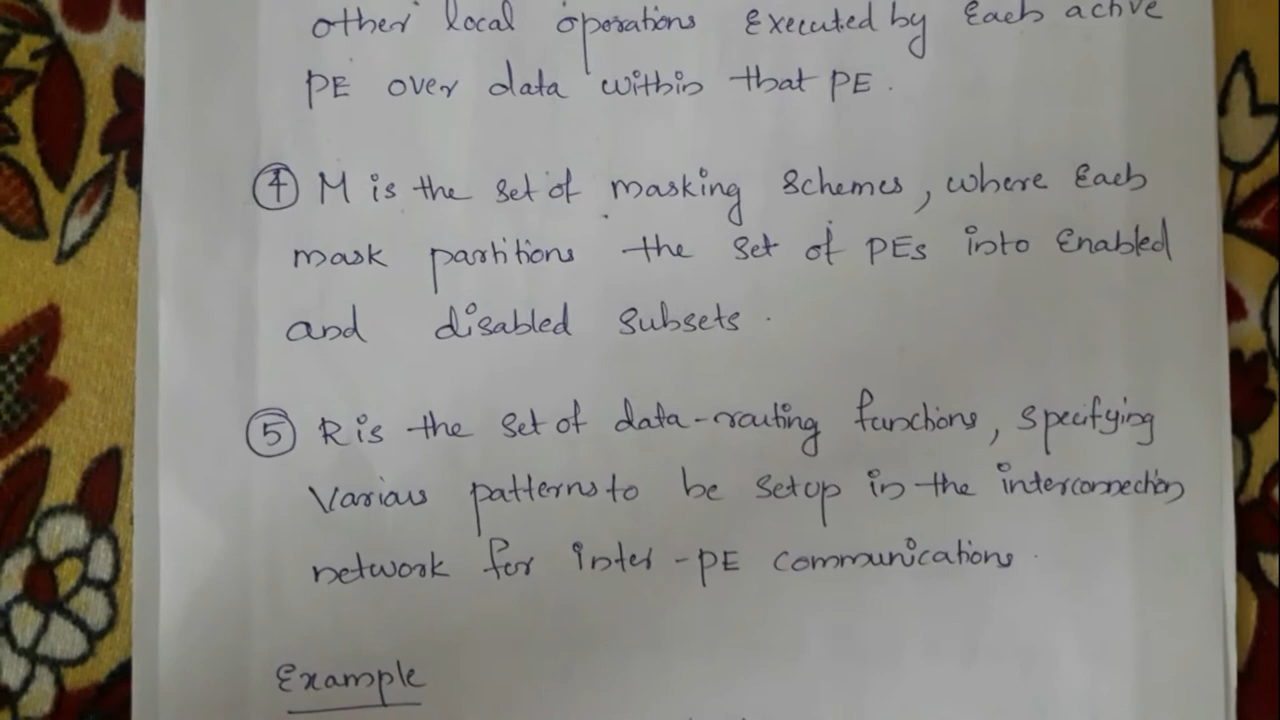 other local operations executed by each active
PE over data within that PE.
④ M is the set of masking schemes, where each
mask partitions the set of PEs into enabled
and disabled subsets.
⑤ R is the set of data-routing functions, specifying
various patterns to be setup in the interconnection
network for inter-PE communications.
Example